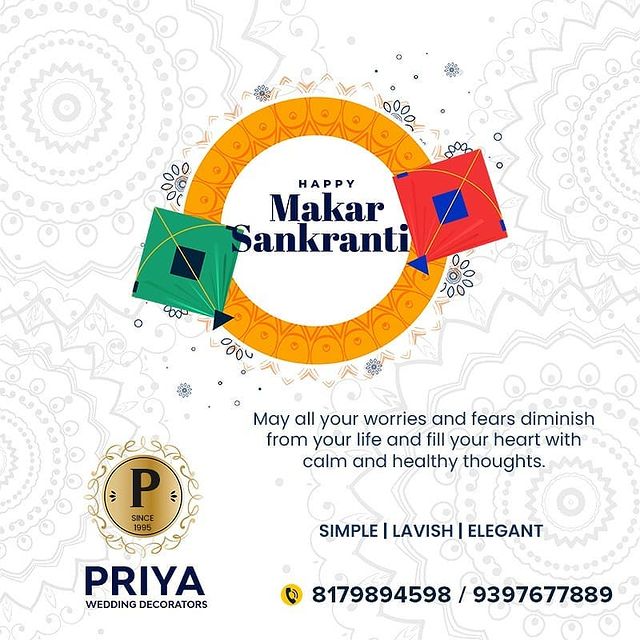 HAPPY
Makar
Sankranti
May all your worries and fears diminish
from your life and fill your heart with
calm and healthy thoughts.
P
SINCE
1995
SIMPLE | LAVISH | ELEGANT
PRIYA
WEDDING DECORATORS
8179894598 / 9397677889